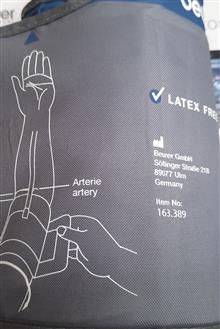 LATEX FREE
Beurer GmbH
Söflinger Straße 218
89077 Ulm
Germany
Item No:
163.389
Arterie
artery